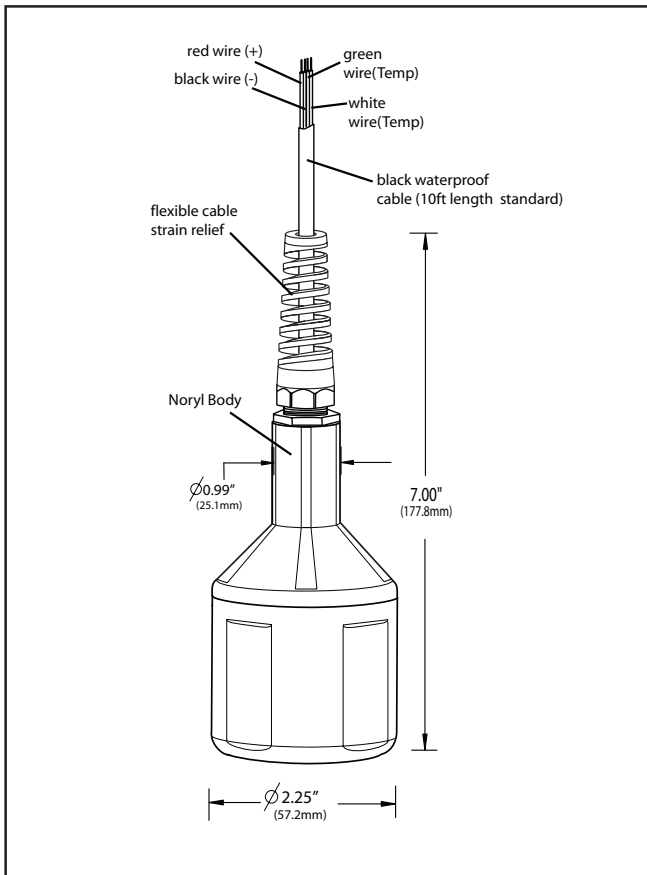 red wire (+)
black wire (-)
green
wire(Temp)
white
wire(Temp)
black waterproof
cable (10ft length standard)
flexible cable
strain relief
Noryl Body
Ø0.99"
(25.1mm)
7.00"
(177.8mm)
Ø 2.25"
(57.2mm)